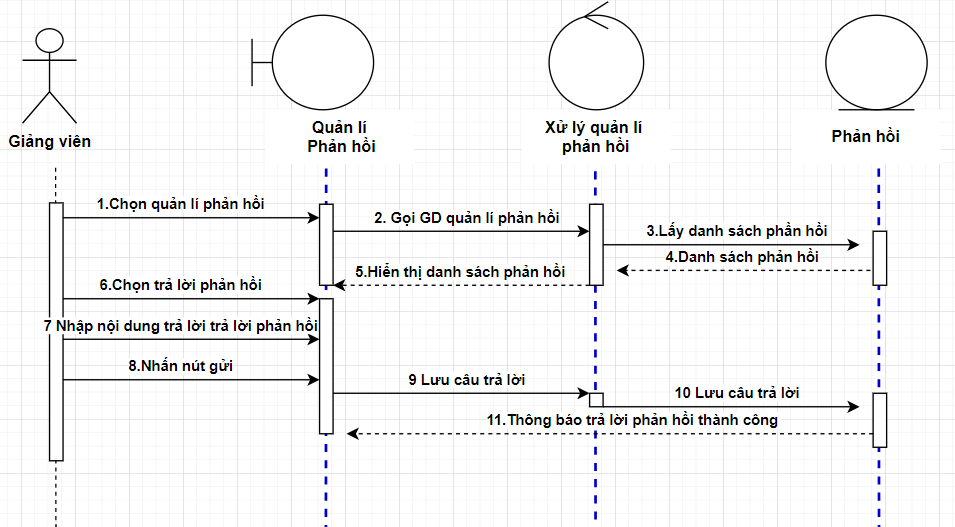 Giảng viên
Quản lí
Phản hồi
Xử lý quản lí
phản hồi
Phản hồi
1.Chọn quản lí phản hồi
2. Gọi GD quản lí phản hồi
3.Lấy danh sách phần hồi
4.Danh sách phản hồi
5.Hiển thị danh sách phản hồi
6.Chọn trả lời phản hồi
7 Nhập nội dung trả lời trả lời phản hồi
8.Nhấn nút gửi
9 Lưu câu trả lời
10 Lưu câu trả lời
11.Thông báo trả lời phản hồi thành công